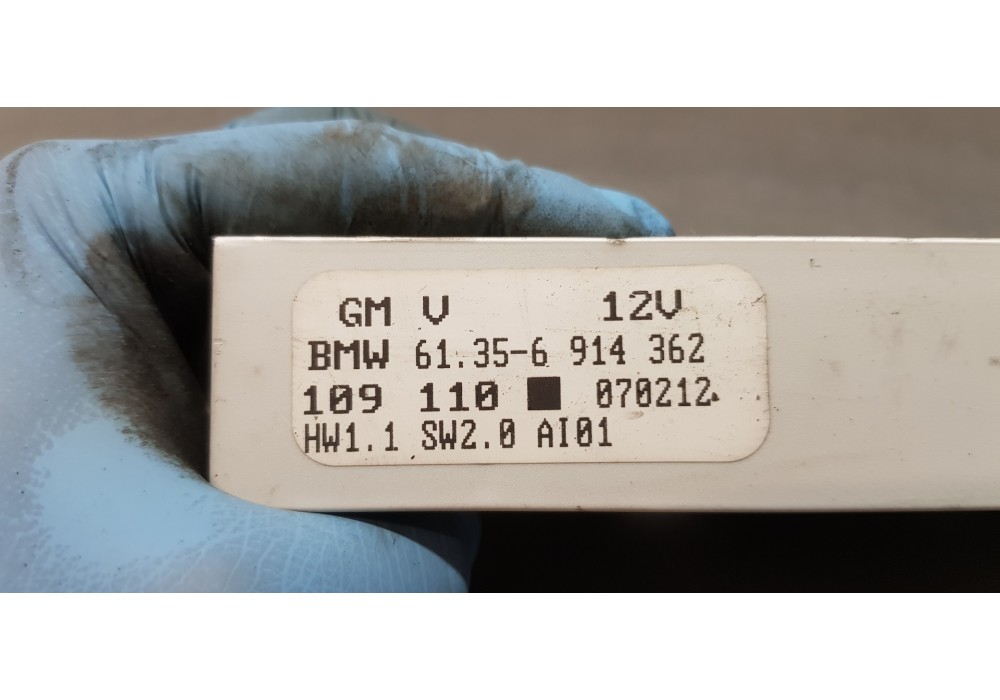 GM V 12V
BMW 61.35-6 914 362
109 110 ■ 070212
HW1.1 SW2.0 AI01